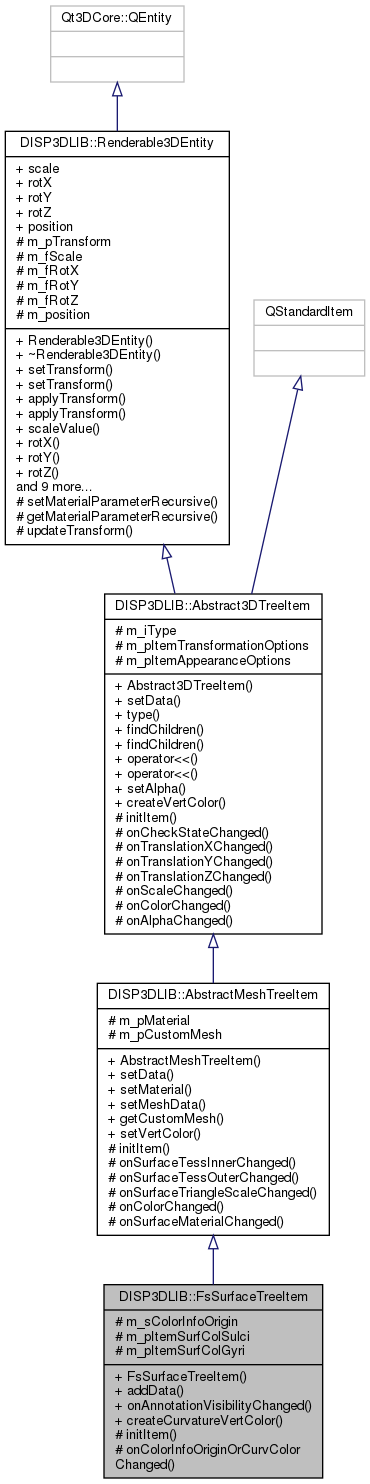 Qt3DCore::QEntity
DISP3DLIB::Renderable3DEntity
+ scale
+ rotX
+ rotY
+ rotZ
+ position
# m_pTransform
# m_fScale
# m_fRotX
# m_fRotY
# m_fRotZ
# m_position
+ Renderable3DEntity()
+ ~Renderable3DEntity()
+ setTransform()
+ setTransform()
+ applyTransform()
+ applyTransform()
+ scaleValue()
+ rotX()
+ rotY()
+ rotZ()
and 9 more...
# setMaterialParameterRecursive()
# getMaterialParameterRecursive()
# updateTransform()
QStandardItem
DISP3DLIB::Abstract3DTreeItem
# m_iType
# m_pItemTransformationOptions
# m_pItemAppearanceOptions
+ Abstract3DTreeItem()
+ setData()
+ type()
+ findChildren()
+ findChildren()
+ operator<<()
+ operator<<()
+ setAlpha()
+ createVertColor()
# initItem()
# onCheckStateChanged()
# onTranslationXChanged()
# onTranslationYChanged()
# onTranslationZChanged()
# onScaleChanged()
# onColorChanged()
# onAlphaChanged()
DISP3DLIB::AbstractMeshTreeItem
# m_pMaterial
# m_pCustomMesh
+ AbstractMeshTreeItem()
+ setData()
+ setMaterial()
+ setMeshData()
+ getCustomMesh()
+ setVertColor()
# initItem()
# onSurfaceTessInnerChanged()
# onSurfaceTessOuterChanged()
# onSurfaceTriangleScaleChanged()
# onColorChanged()
# onSurfaceMaterialChanged()
DISP3DLIB::FsSurfaceTreeItem
# m_sColorInfoOrigin
# m_pItemSurfColSulci
# m_pItemSurfColGyri
+ FsSurfaceTreeItem()
+ addData()
+ onAnnotationVisibilityChanged()
+ createCurvatureVertColor()
# initItem()
# onColorInfoOriginOrCurvColor
Changed()